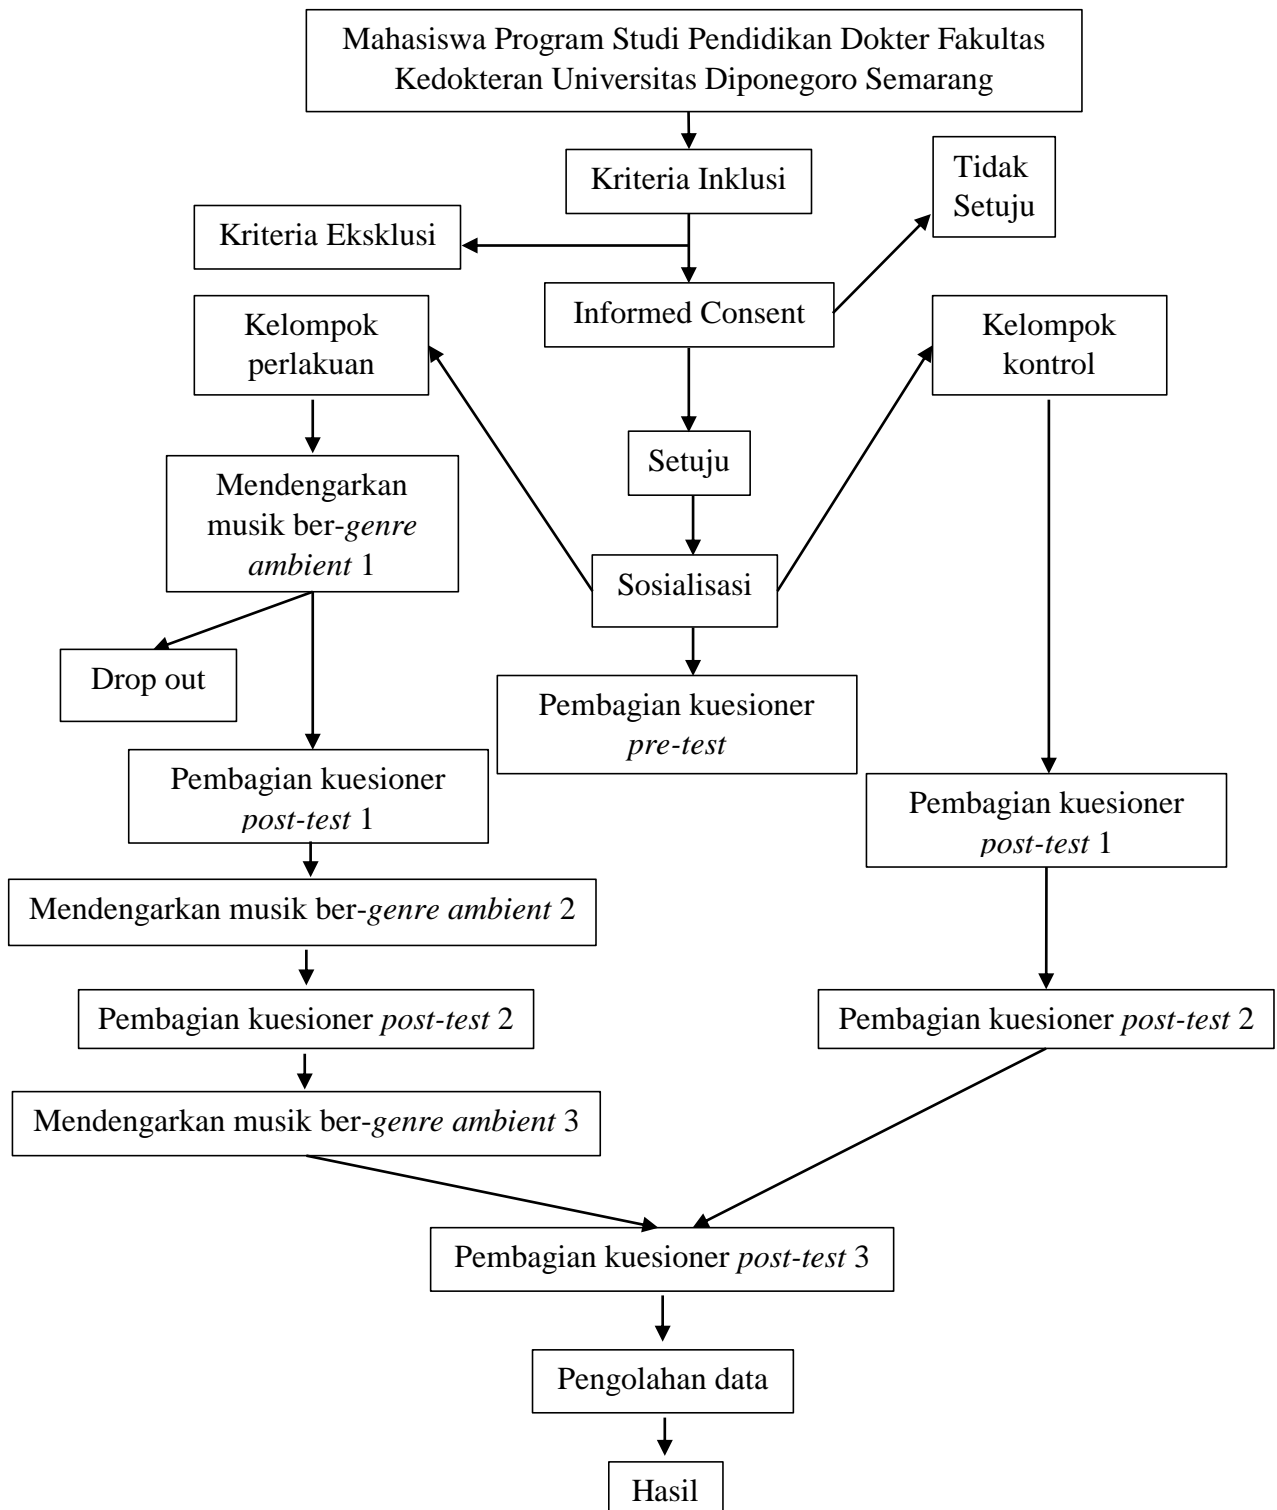 Mahasiswa Program Studi Pendidikan Dokter Fakultas
Kedokteran Universitas Diponegoro Semarang
Kriteria Inklusi
Tidak
Setuju
Kriteria Eksklusi
Informed Consent
Kelompok
perlakuan
Kelompok
kontrol
Setuju
Mendengarkan
musik ber-genre
ambient 1
Sosialisasi
Drop out
Pembagian kuesioner
pre-test
Pembagian kuesioner
post-test 1
Pembagian kuesioner
post-test 1
Mendengarkan musik ber-genre ambient 2
Pembagian kuesioner post-test 2
Pembagian kuesioner post-test 2
Mendengarkan musik ber-genre ambient 3
Pembagian kuesioner post-test 3
Pengolahan data
Hasil